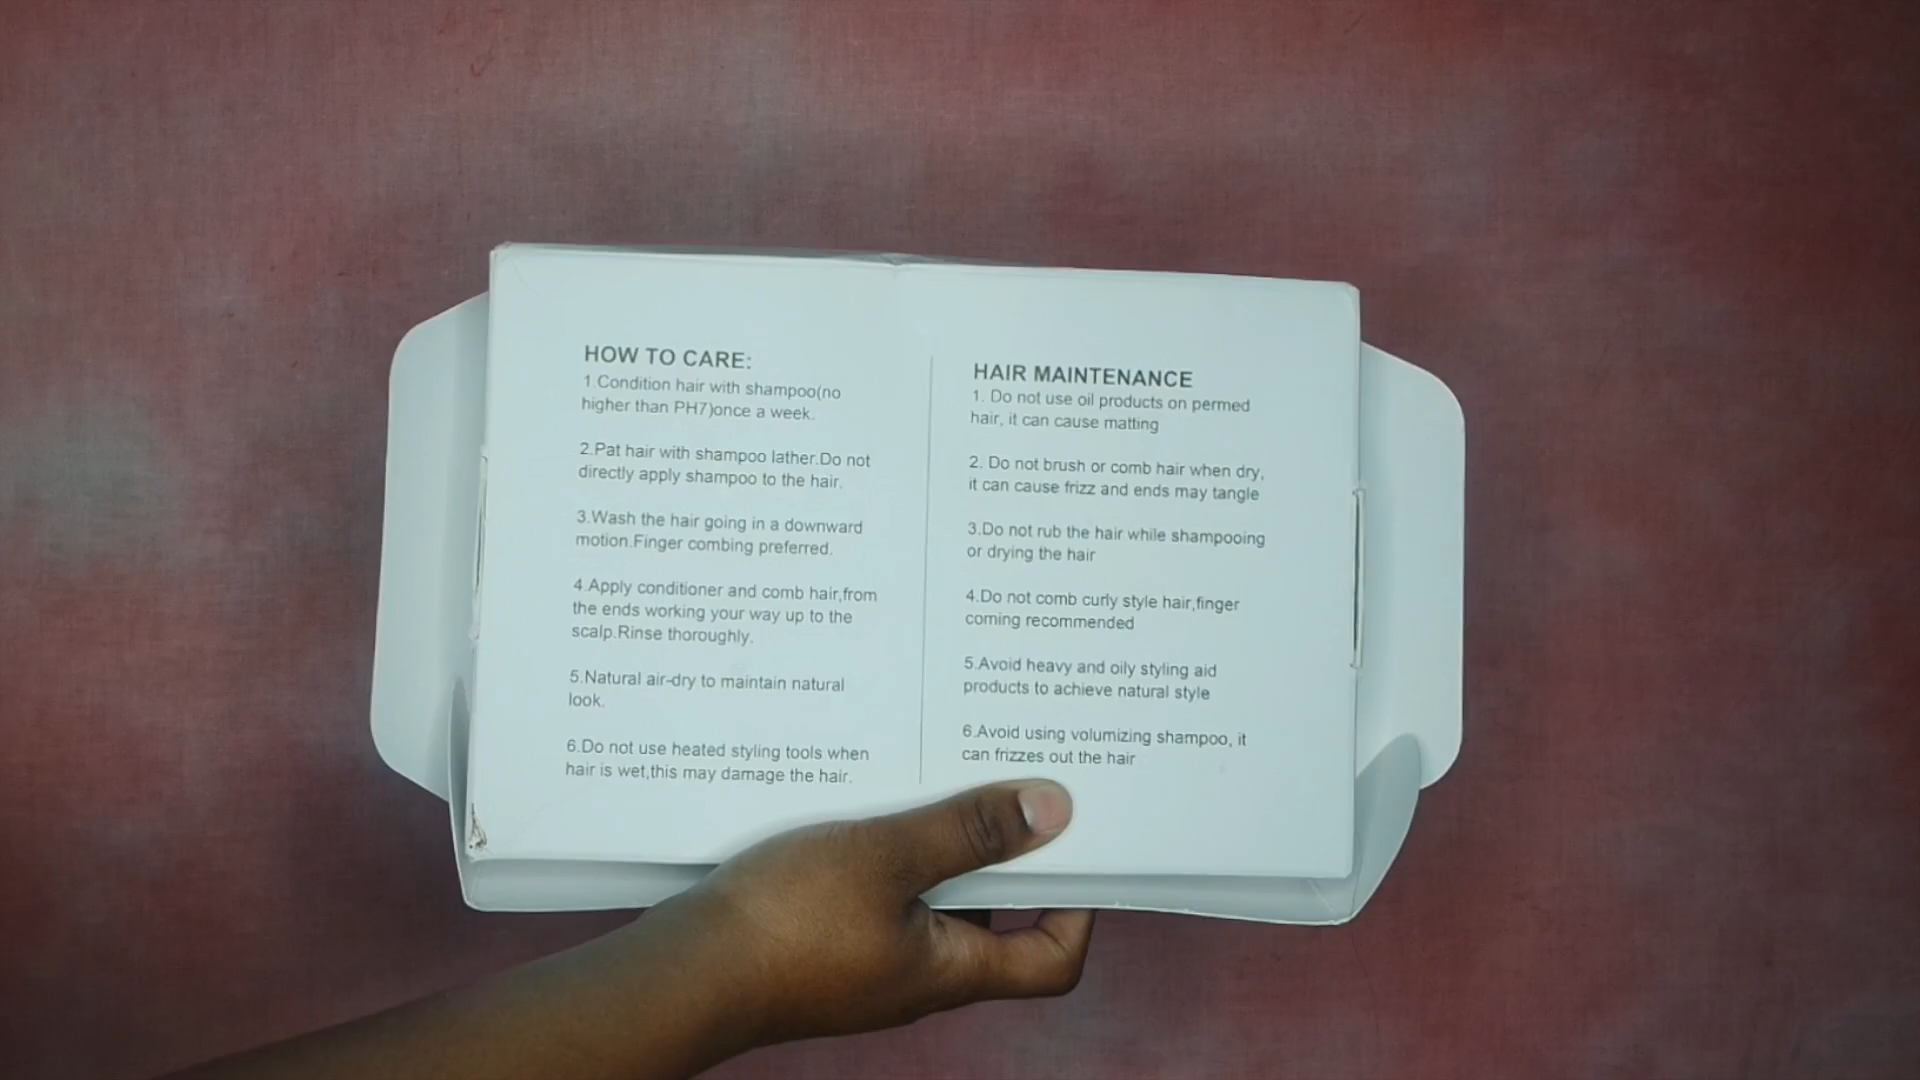 HOW TO CARE:
1.Condition hair with shampoo(no
higher than PH7)once a week.
2.Pat hair with shampoo lather.Do not
directly apply shampoo to the hair.
3.Wash the hair going in a downward
motion.Finger combing preferred.
4.Apply conditioner and comb hair,from
the ends working your way up to the
scalp.Rinse thoroughly.
5.Natural air-dry to maintain natural
look.
6.Do not use heated styling tools when
hair is wet,this may damage the hair.
HAIR MAINTENANCE
1. Do not use oil products on permed
hair, it can cause matting
2. Do not brush or comb hair when dry,
it can cause frizz and ends may tangle
3.Do not rub the hair while shampooing
or drying the hair
4.Do not comb curly style hair,finger
coming recommended
5.Avoid heavy and oily styling aid
products to achieve natural style
6.Avoid using volumizing shampoo, it
can frizzes out the hair